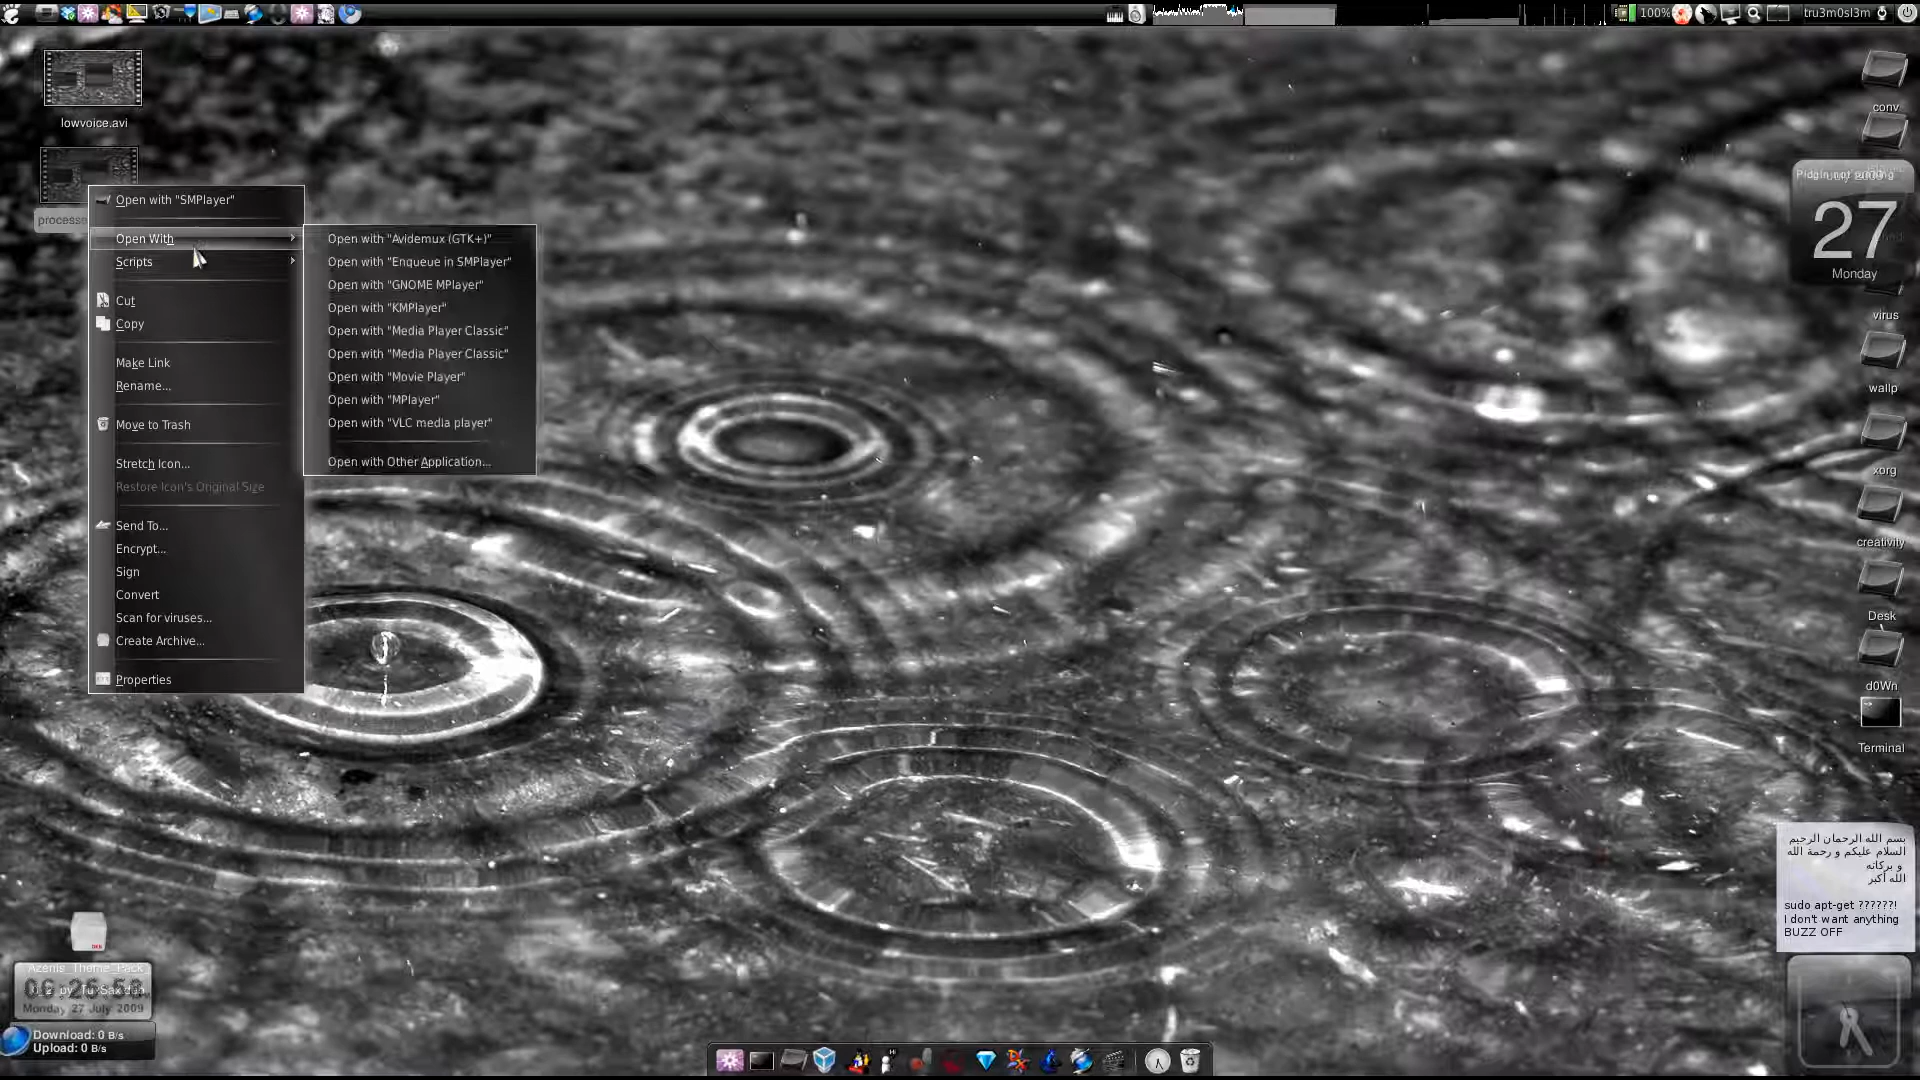 100%
tru3m0sl3m
lowvoice.avi
Open with "SMPlayer"
Open With
Scripts
Cut
Copy
Make Link
Rename...
Move to Trash
Stretch Icon...
Restore Icon's Original Size
Send To...
Encrypt...
Sign
Convert
Scan for viruses...
Create Archive...
Properties
Open with "Avidemux (GTK+)"
Open with "Enqueue in SMPlayer"
Open with "GNOME MPlayer"
Open with "KMPlayer"
Open with "Media Player Classic"
Open with "Media Player Classic"
Open with "Movie Player"
Open with "MPlayer"
Open with "VLC media player"
Open with Other Application...
conv
27
Monday
virus
wallp
xorg
creativity
Desk
d0Wn
Terminal
بسم الله الرحمان الرحيم
السلام عليكم و رحمة الله
و بركاته
الله أكبر
sudo apt-get ??????!
I don't want anything
BUZZ OFF
Azenis_Theme_Pack
Monday 27 July 2009
Download: 0 B/s
Upload: 0 B/s